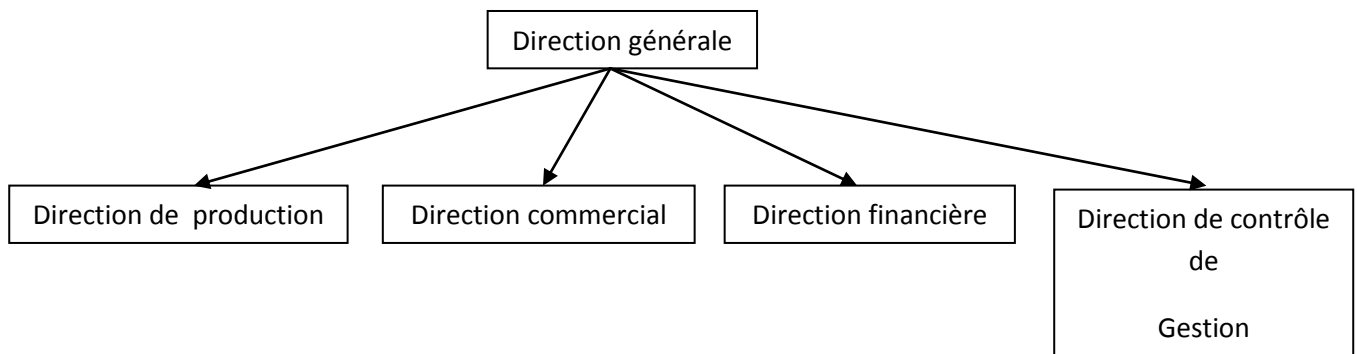 Direction générale
Direction de production
Direction commercial
Direction financière
Direction de contrôle
de
Gestion